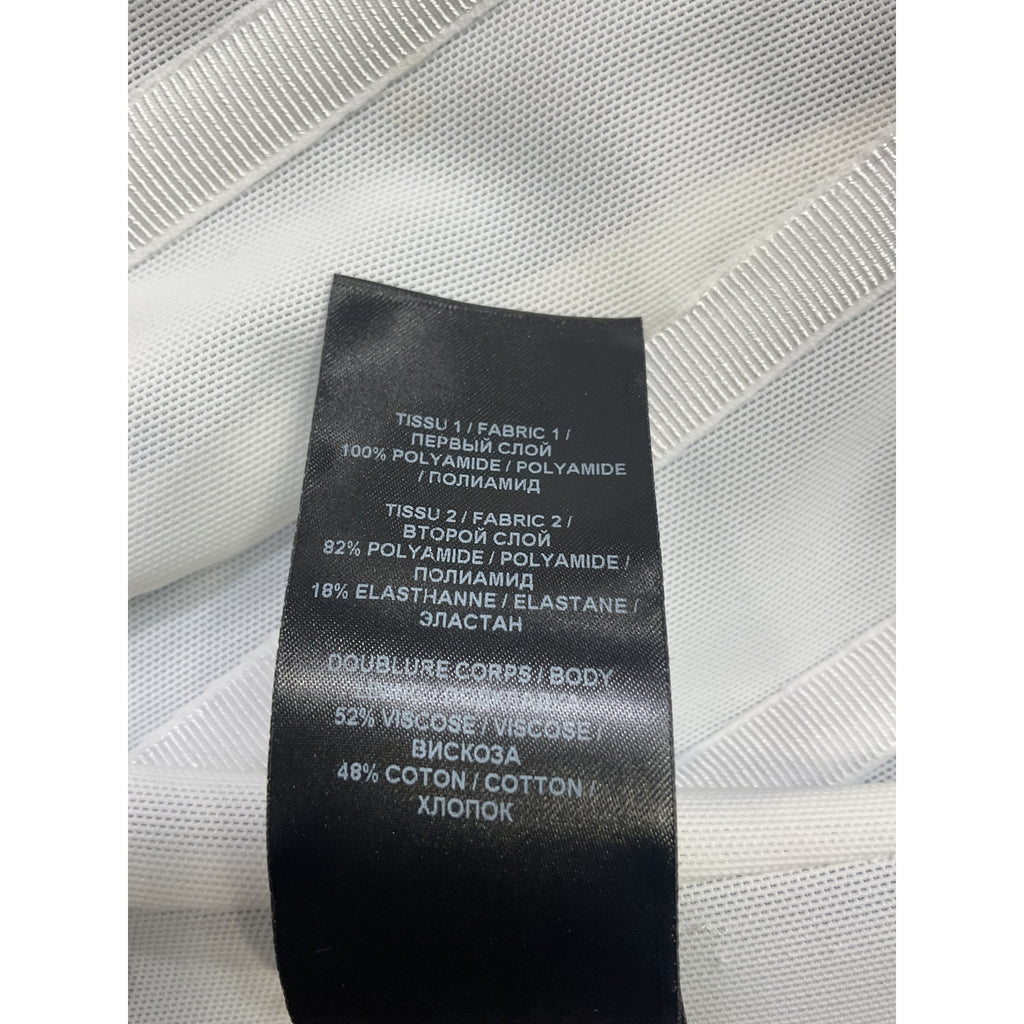 TISSU 1 / FABRIC 1 /
ПЕРВЫЙ СЛОЙ
100% POLYAMIDE / POLYAMIDE
/ ПОЛИАМИД
TISSU 2 / FABRIC 2 /
ВТОРОЙ СЛОЙ
82% POLYAMIDE / POLYAMIDE /
ПОЛИАМИД
18% ELASTHANNE / ELASTANE /
ЭЛАСТАН
DOUBLURE CORPS / BODY
52% VISCOSE / VISCOSE /
ВИСКОЗА
48% COTON / COTTON /
ХЛОПОК